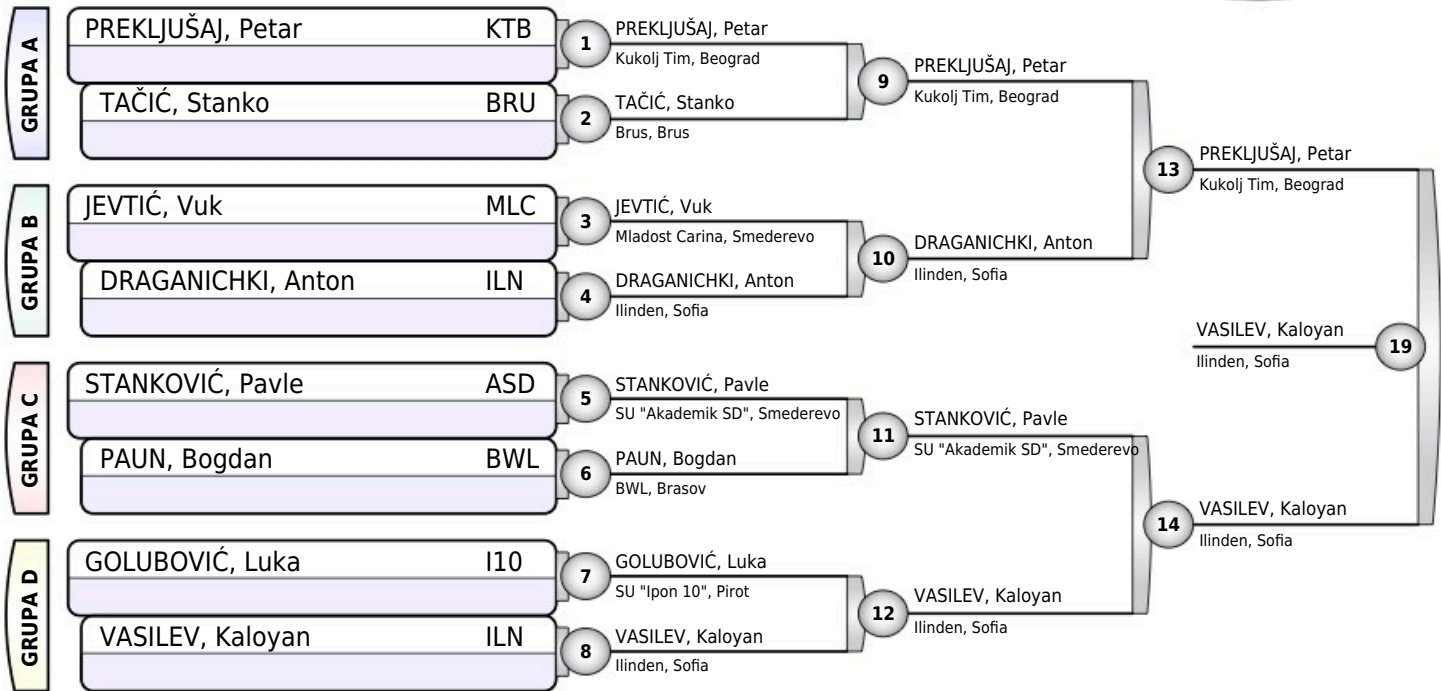 GRUPA A
PREKLJUŠAJ, Petar KTB
TAČIĆ, Stanko BRU
1
PREKLJUŠAJ, Petar
Kukolj Tim, Beograd
2
TAČIĆ, Stanko
Brus, Brus
9
PREKLJUŠAJ, Petar
Kukolj Tim, Beograd
GRUPA B
JEVTIĆ, Vuk MLC
DRAGANICHKI, Anton ILN
3
JEVTIĆ, Vuk
Mladost Carina, Smederevo
4
DRAGANICHKI, Anton
Ilinden, Sofia
10
DRAGANICHKI, Anton
Ilinden, Sofia
13
PREKLJUŠAJ, Petar
Kukolj Tim, Beograd
GRUPA C
STANKOVIĆ, Pavle ASD
PAUN, Bogdan BWL
5
STANKOVIĆ, Pavle
SU "Akademik SD", Smederevo
6
PAUN, Bogdan
BWL, Brasov
11
STANKOVIĆ, Pavle
SU "Akademik SD", Smederevo
GRUPA D
GOLUBOVIĆ, Luka I10
VASILEV, Kaloyan ILN
7
GOLUBOVIĆ, Luka
SU "Ipon 10", Pirot
8
VASILEV, Kaloyan
Ilinden, Sofia
12
VASILEV, Kaloyan
Ilinden, Sofia
14
VASILEV, Kaloyan
Ilinden, Sofia
VASILEV, Kaloyan
Ilinden, Sofia
19